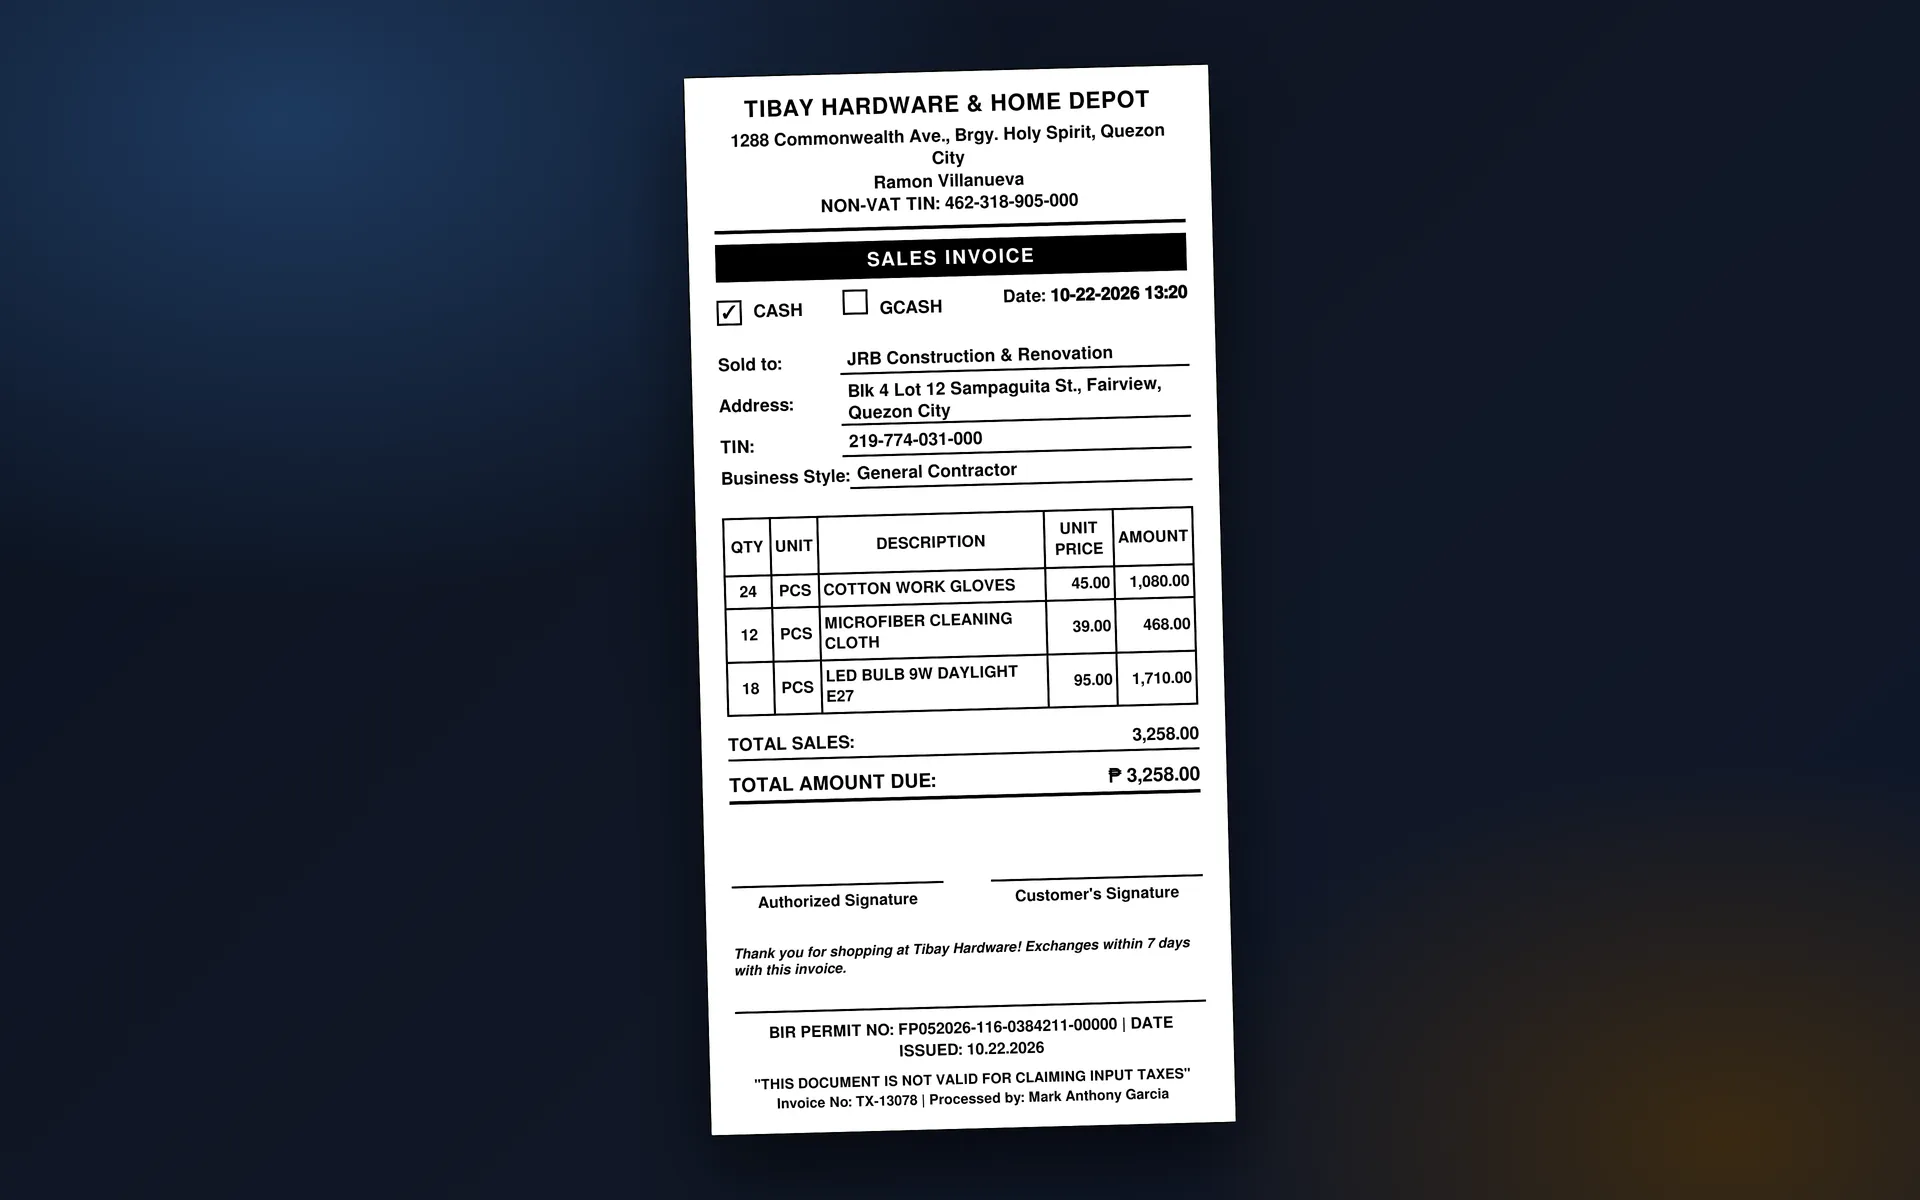 TIBAY HARDWARE & HOME DEPOT
1288 Commonwealth Ave., Brgy. Holy Spirit, Quezon
City
Ramon Villanueva
NON-VAT TIN: 462-318-905-000
SALES INVOICE
✓ CASH GCASH Date: 10-22-2026 13:20
Sold to: JRB Construction & Renovation
Address: Blk 4 Lot 12 Sampaguita St., Fairview,
Quezon City
TIN: 219-774-031-000
Business Style: General Contractor
QTY UNIT DESCRIPTION UNIT PRICE AMOUNT
24 PCS COTTON WORK GLOVES 45.00 1,080.00
12 PCS MICROFIBER CLEANING CLOTH 39.00 468.00
18 PCS LED BULB 9W DAYLIGHT E27 95.00 1,710.00
TOTAL SALES: 3,258.00
TOTAL AMOUNT DUE: ₱ 3,258.00
Authorized Signature Customer's Signature
Thank you for shopping at Tibay Hardware! Exchanges within 7 days
with this invoice.
BIR PERMIT NO: FP052026-116-0384211-00000 | DATE
ISSUED: 10.22.2026
"THIS DOCUMENT IS NOT VALID FOR CLAIMING INPUT TAXES"
Invoice No: TX-13078 | Processed by: Mark Anthony Garcia